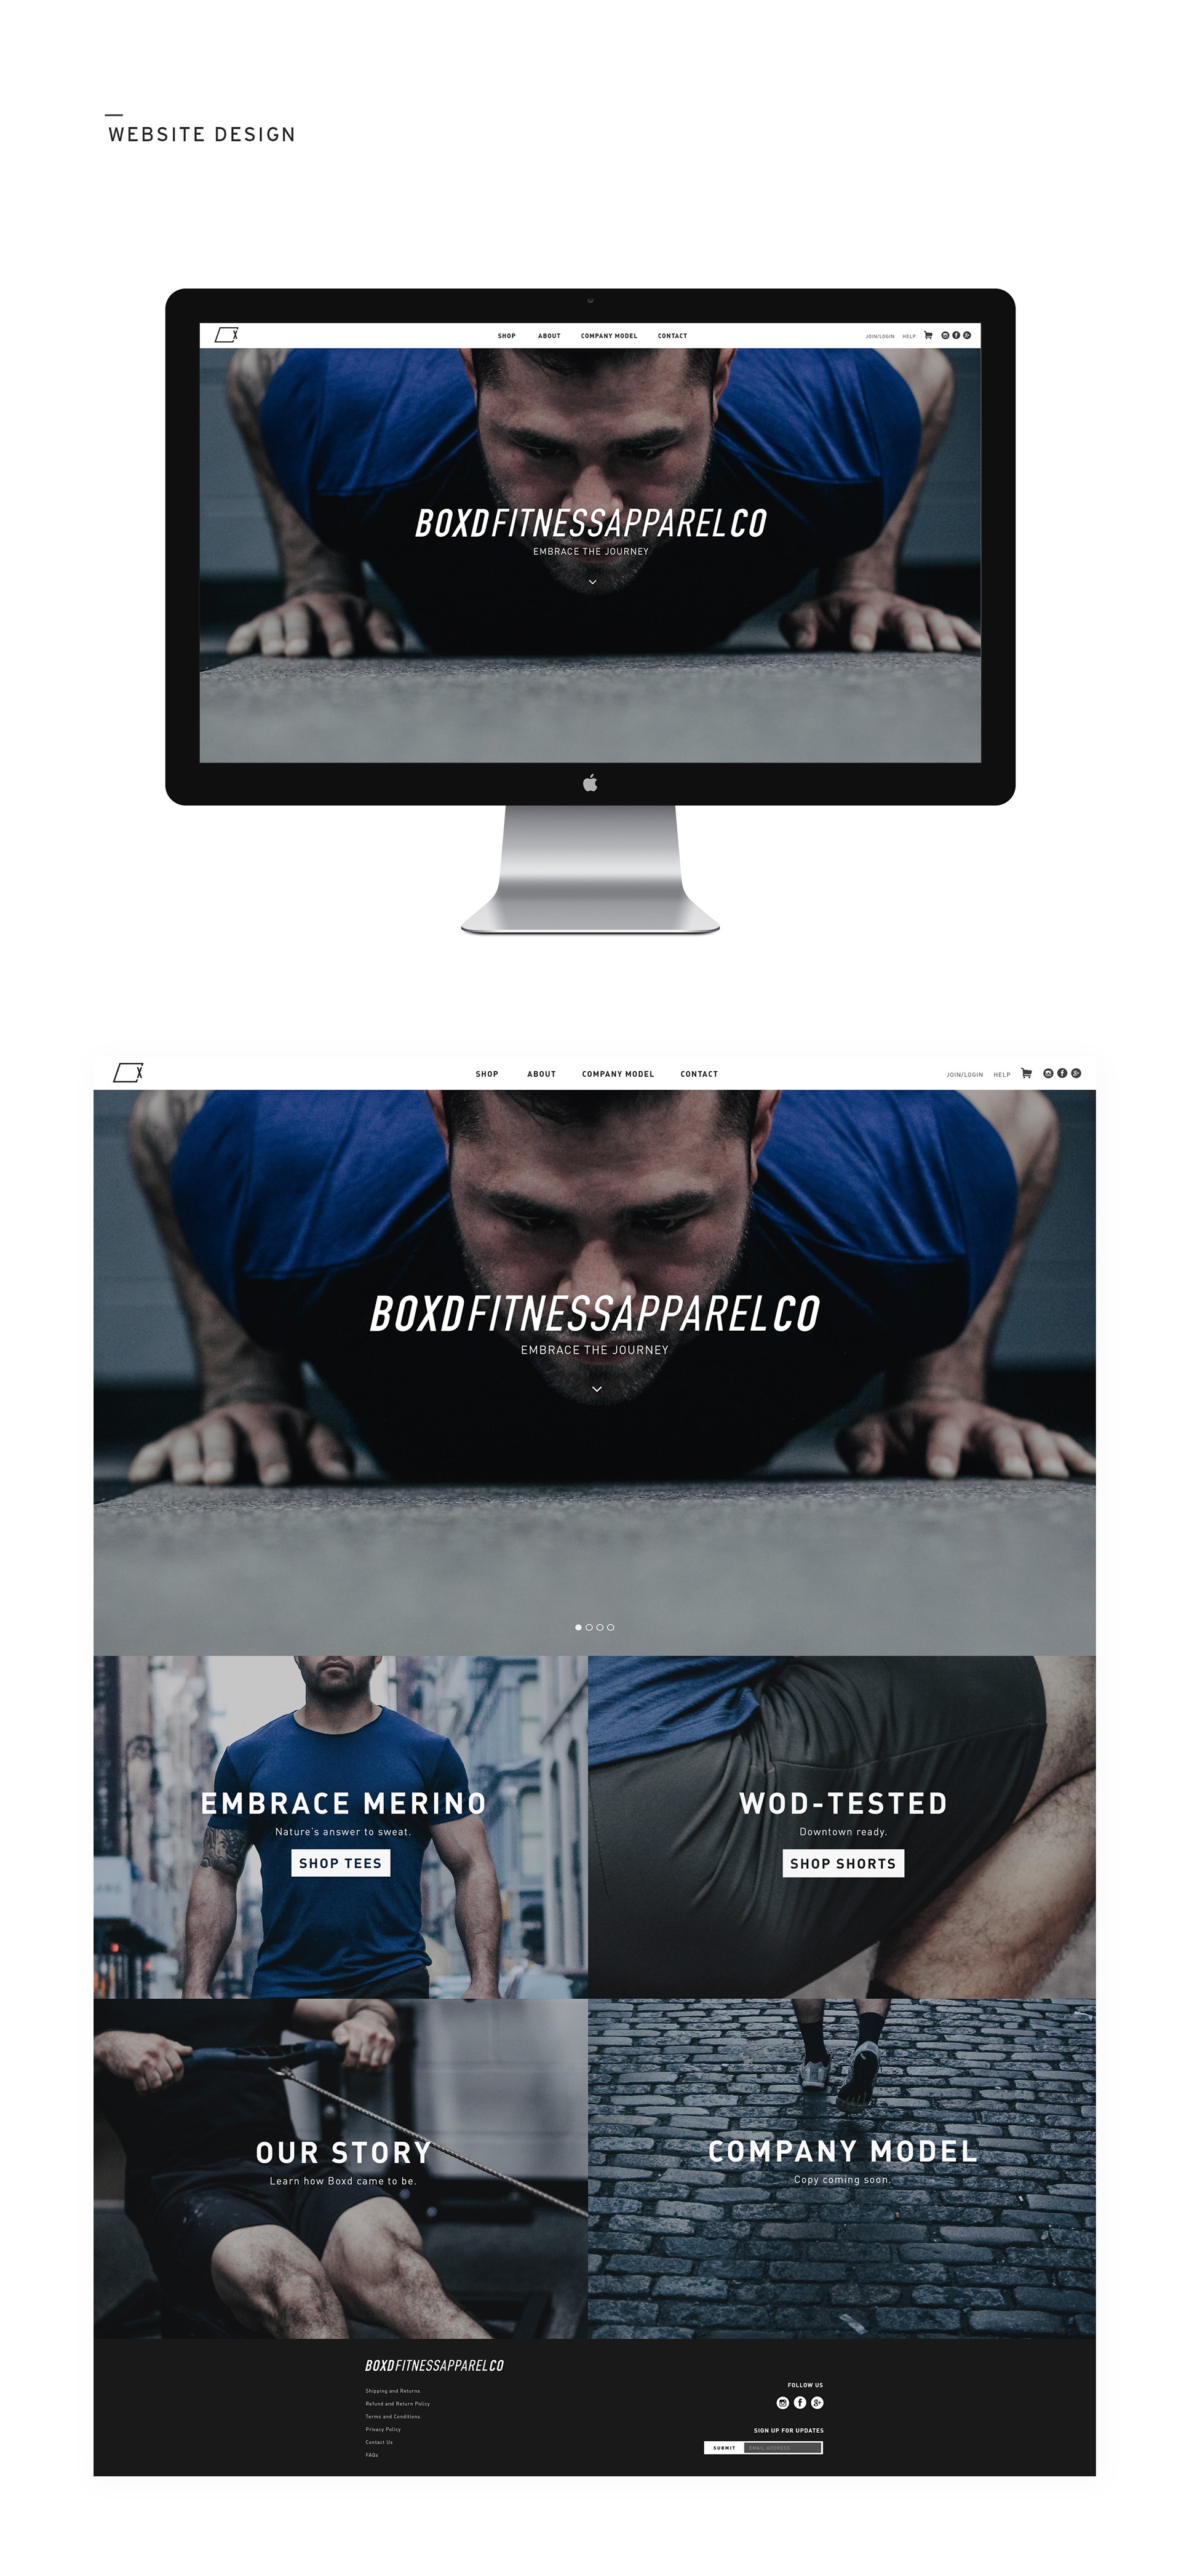 WEBSITE DESIGN
X
SHOP ABOUT COMPANY MODEL CONTACT JOIN/LOGIN HELP
BOXDFITNESSAPPARELCO
EMBRACE THE JOURNEY
X
SHOP ABOUT COMPANY MODEL CONTACT JOIN/LOGIN HELP
BOXDFITNESSAPPARELCO
EMBRACE THE JOURNEY
EMBRACE MERINO
Nature's answer to sweat.
SHOP TEES
WOD-TESTED
Downtown ready.
SHOP SHORTS
OUR STORY
Learn how Boxd came to be.
COMPANY MODEL
Copy coming soon.
BOXDFITNESSAPPARELCO
Shipping and Returns
Refund and Return Policy
Terms and Conditions
Privacy Policy
Contact Us
FAQs
FOLLOW US
SIGN UP FOR UPDATES
SUBMIT EMAIL ADDRESS